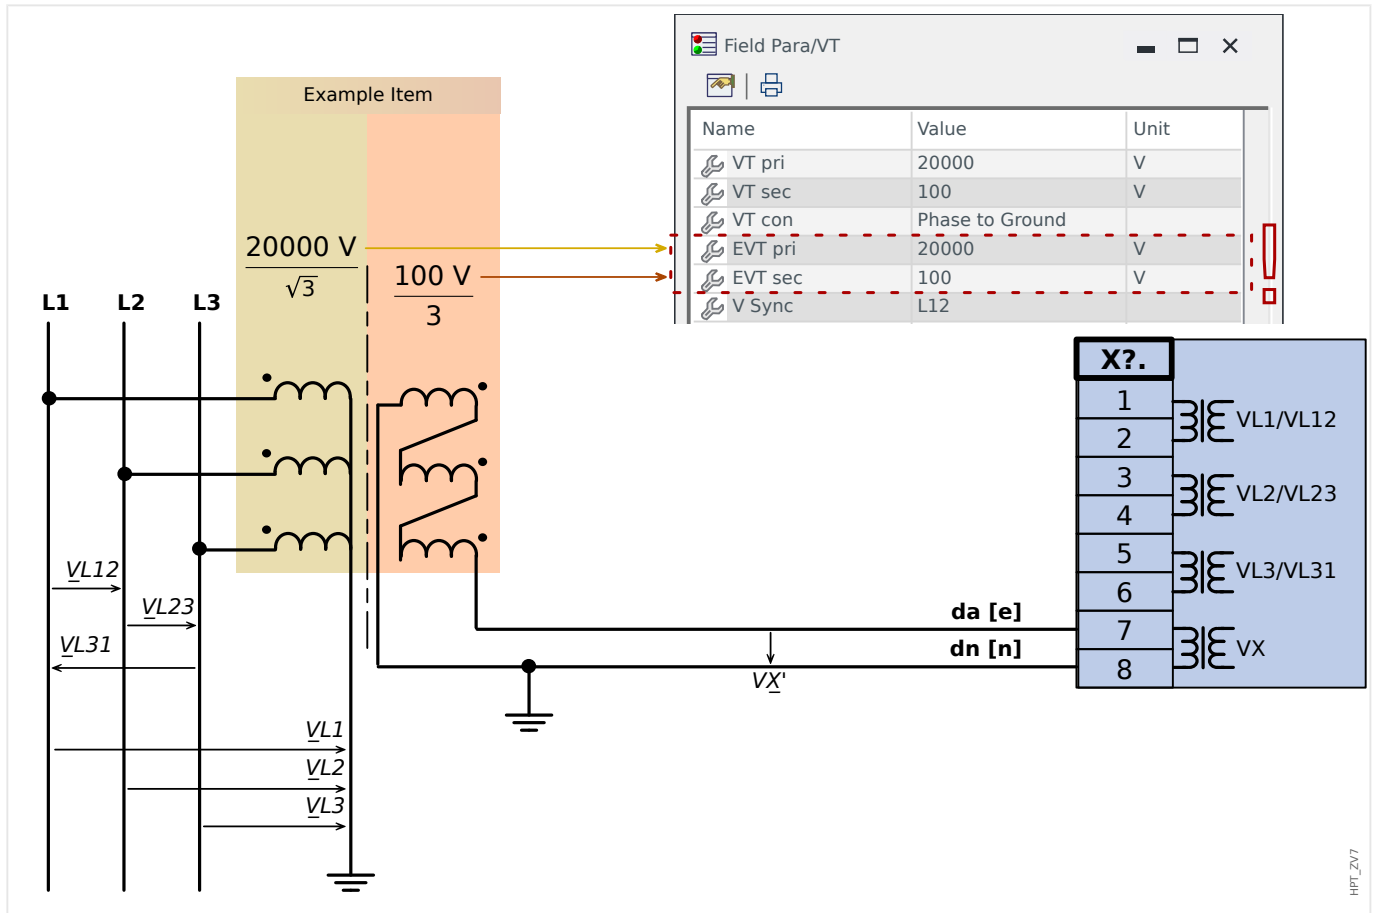 Field Para/VT
Example Item
Name Value Unit
VT pri 20000 V
VT sec 100 V
VT con Phase to Ground
EVT pri 20000 V
EVT sec 100 V
V Sync L12
20000 V
√3
100 V
3
L1 L2 L3
X?.
1
2
VL1/VL12
3
4
VL2/VL23
5
6
VL3/VL31
7
8
VX
VL12
VL23
VL31
da [e]
dn [n]
VX'
VL1
VL2
VL3
HPT_ZV7